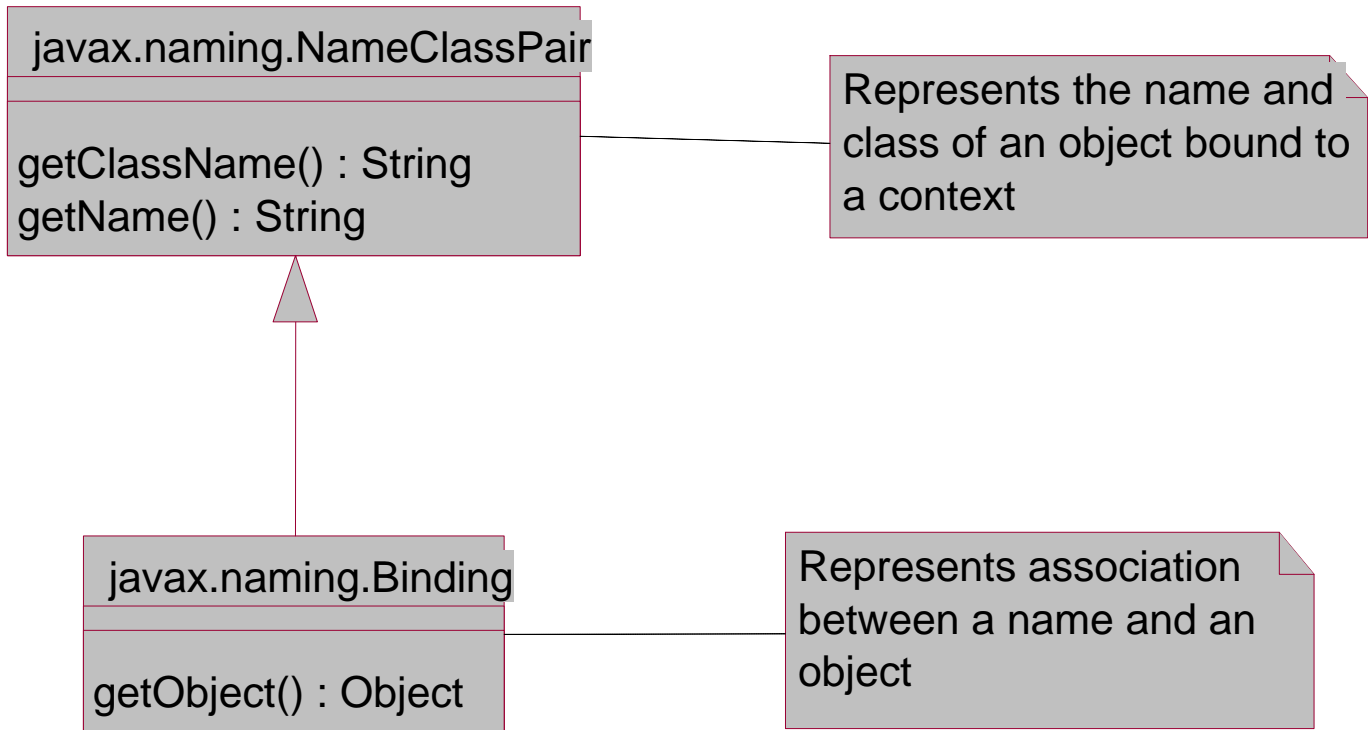 javax.naming.NameClassPair
getClassName() : String
getName() : String
Represents the name and
class of an object bound to
a context
javax.naming.Binding
getObject() : Object
Represents association
between a name and an
object